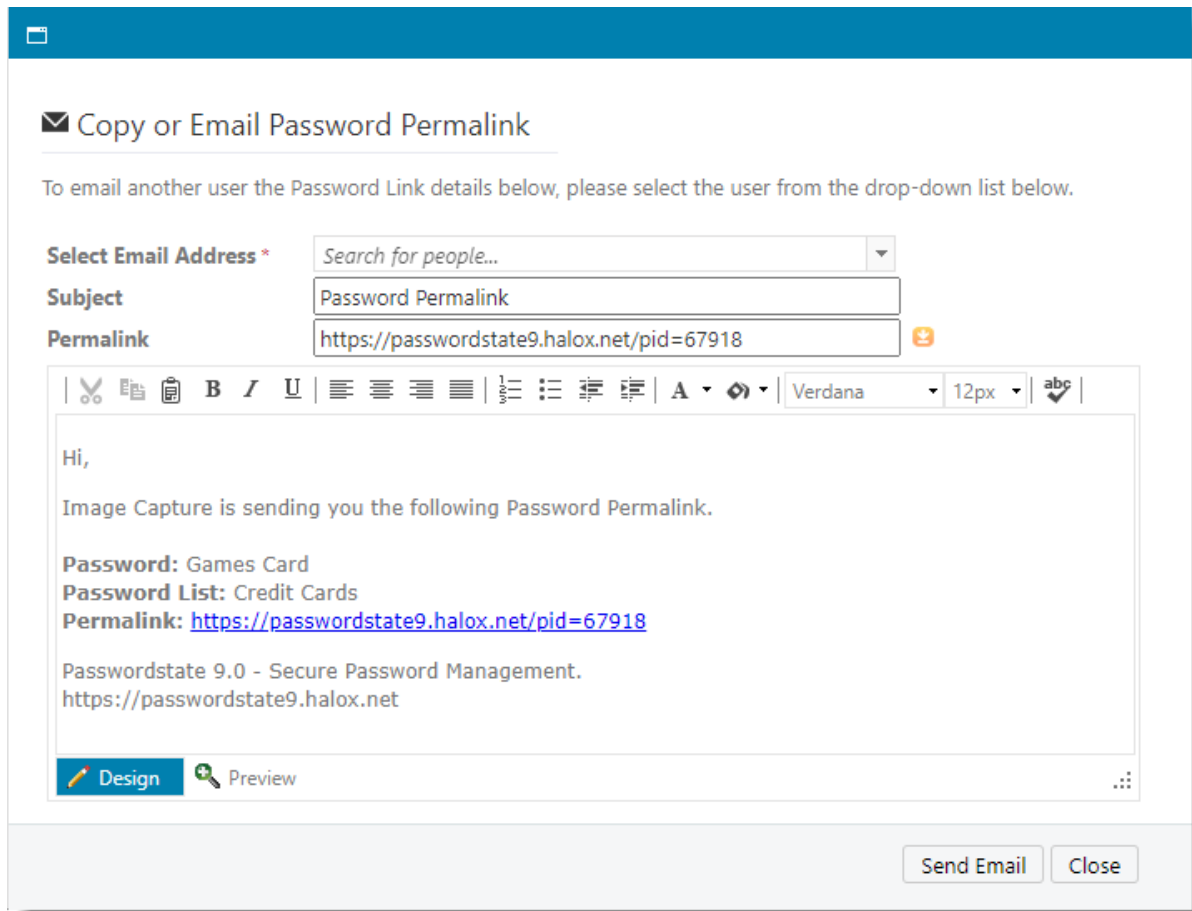 Copy or Email Password Permalink
To email another user the Password Link details below, please select the user from the drop-down list below.
Select Email Address * Search for people...
Subject Password Permalink
Permalink https://passwordstate9.halox.net/pid=67918
B I U A Verdana 12px abc
Hi,
Image Capture is sending you the following Password Permalink.
Password: Games Card
Password List: Credit Cards
Permalink: https://passwordstate9.halox.net/pid=67918
Passwordstate 9.0 - Secure Password Management.
https://passwordstate9.halox.net
Design Preview
Send Email Close